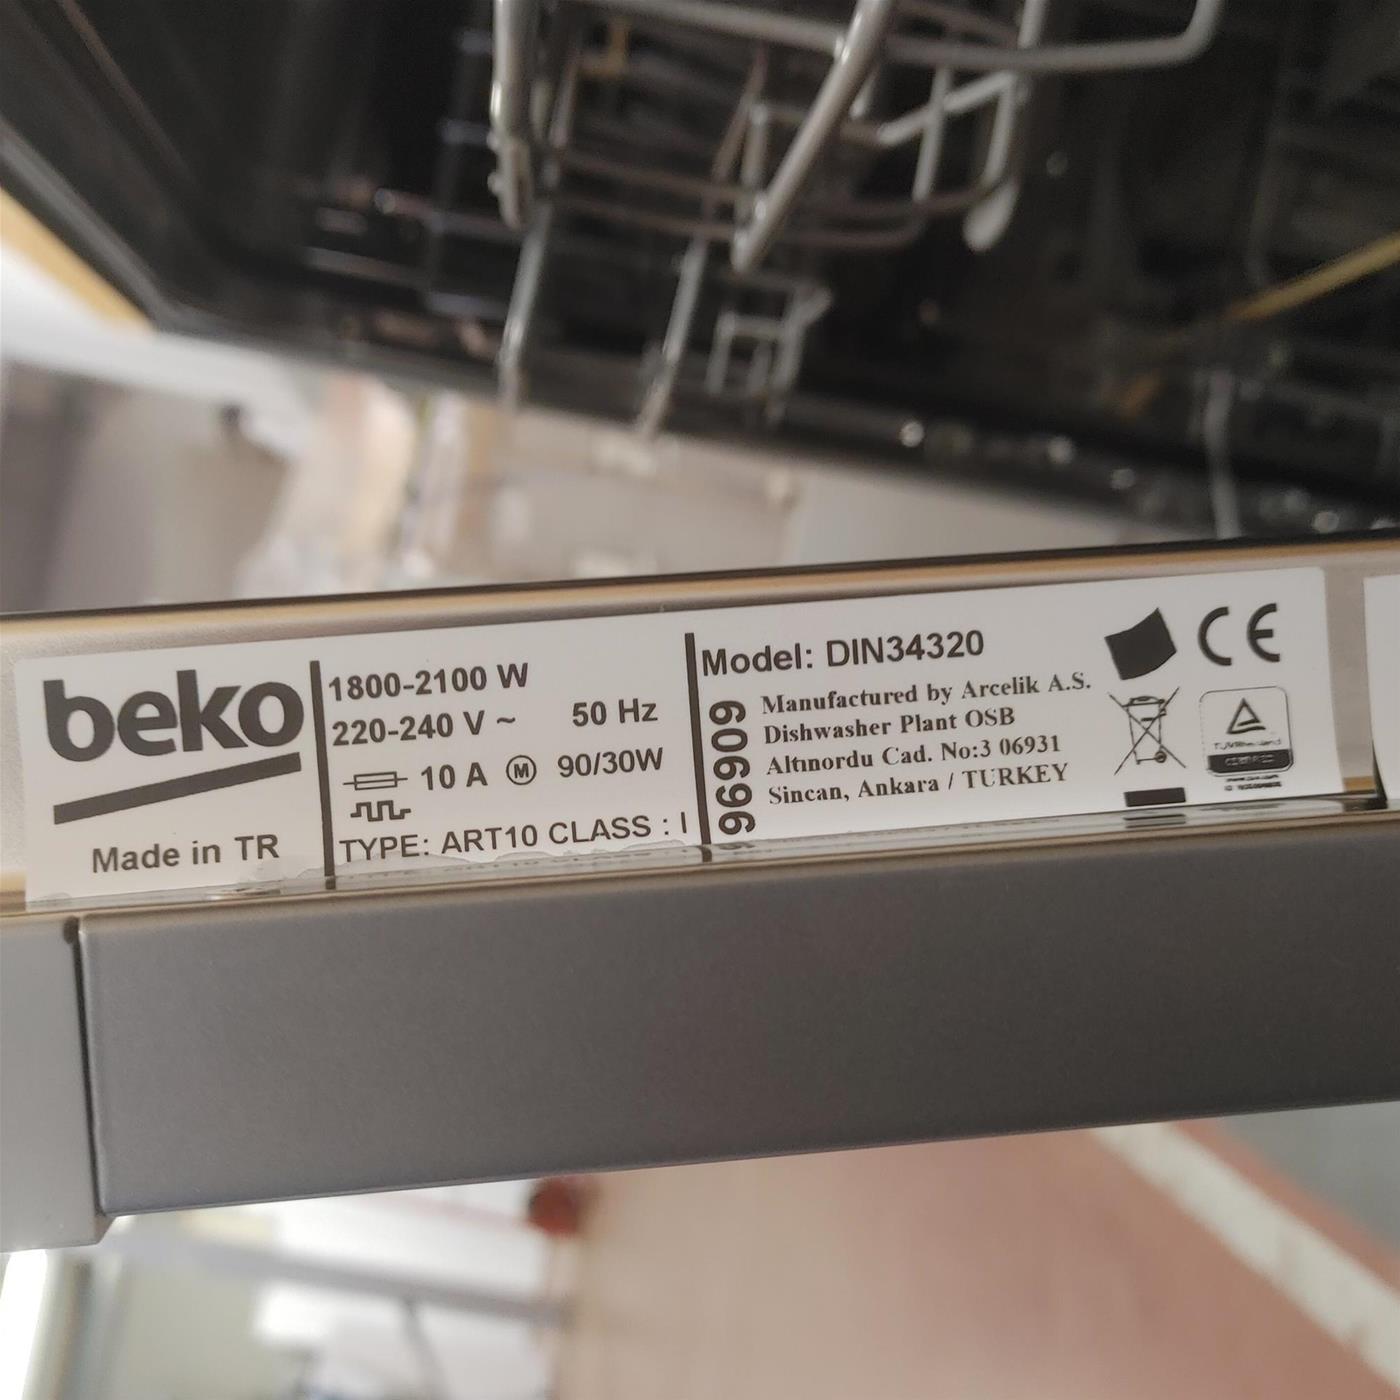 beko
Made in TR
1800-2100 W
220-240 V ~ 50 Hz
10 A M 90/30W
TYPE: ART10 CLASS : I
Model: DIN34320
Manufactured by Arcelik A.S.
Dishwasher Plant OSB
Altınordu Cad. No:3 06931
Sincan, Ankara / TURKEY
CE